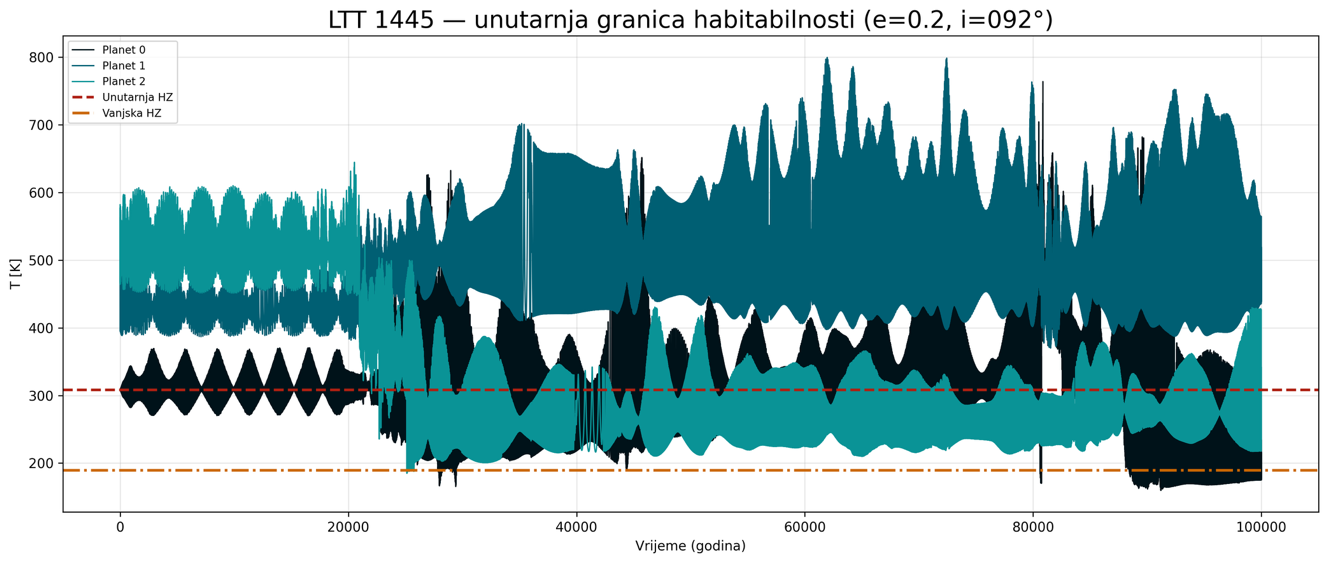 LTT 1445 — unutarnja granica habitabilnosti (e=0.2, i=092°)
Planet 0
Planet 1
Planet 2
Unutarnja HZ
Vanjska HZ
T [K]
800
700
600
500
400
300
200
0 20000 40000 60000 80000 100000
Vrijeme (godina)